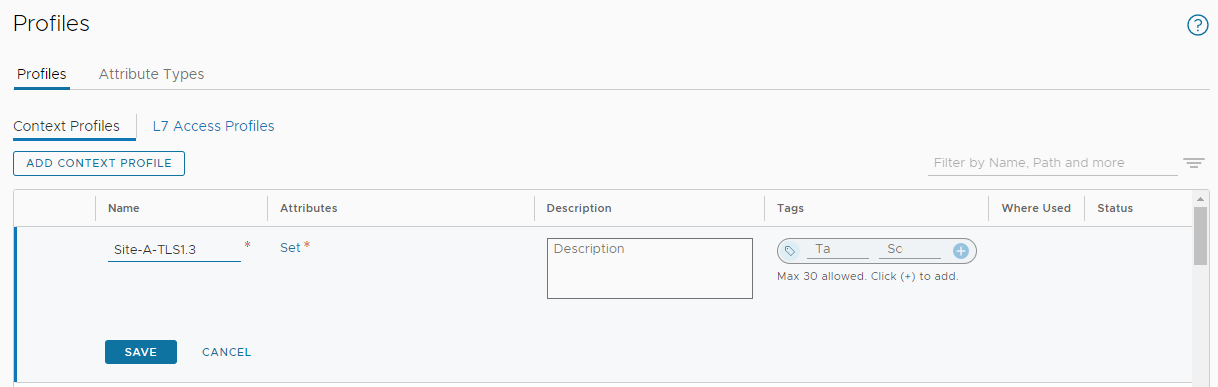 Profiles
Profiles Attribute Types
Context Profiles L7 Access Profiles
ADD CONTEXT PROFILE Filter by Name, Path and more
Name Attributes Description Tags Where Used Status
Site-A-TLS1.3 * Set * Description Ta Sc
Max 30 allowed. Click (+) to add.
SAVE CANCEL